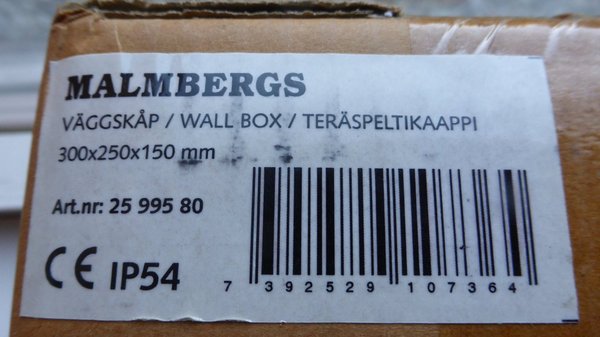 MALMBERGS
VÄGGSKÅP / WALL BOX / TERÄSPELTIKAAPPI
300x250x150 mm
Art.nr: 25 995 80
CE IP54
7 392529 107364